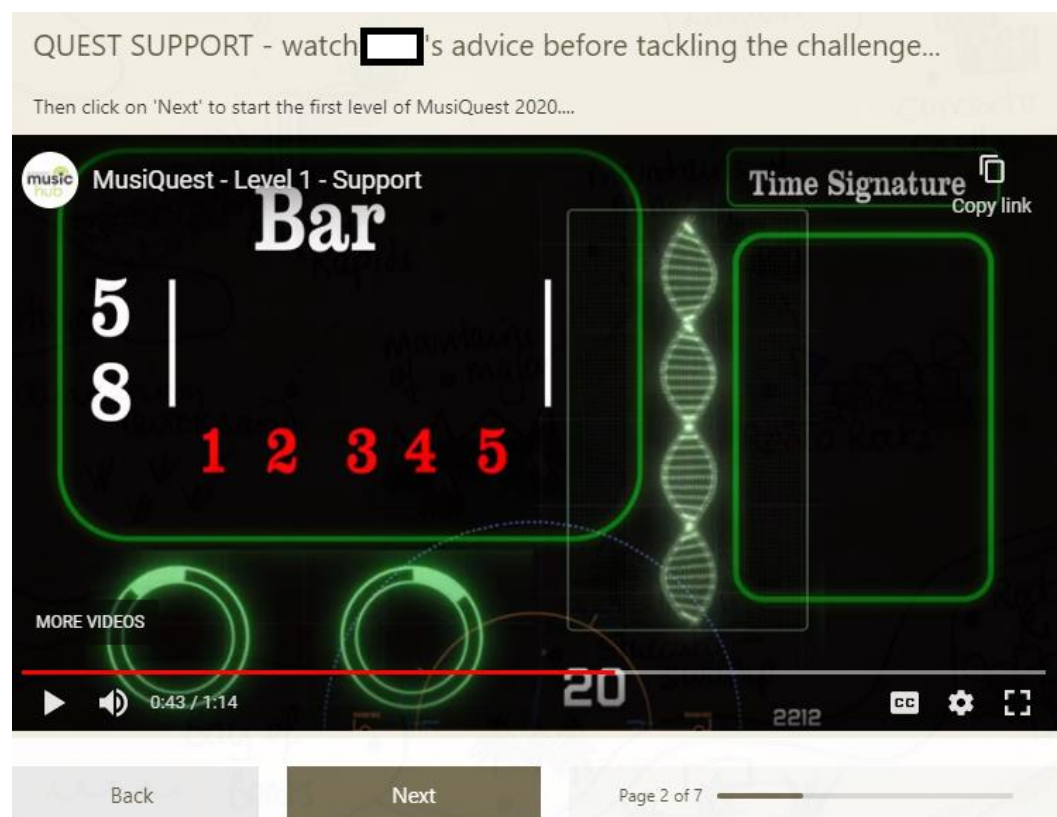 QUEST SUPPORT - watch 's advice before tackling the challenge...
Then click on 'Next' to start the first level of MusiQuest 2020....
music
hub
MusiQuest - Level 1 - Support
Time Signature
Copy link
Bar
5
8
1 2 3 4 5
MORE VIDEOS
0:43 / 1:14
20
2212
CC
Back
Next
Page 2 of 7